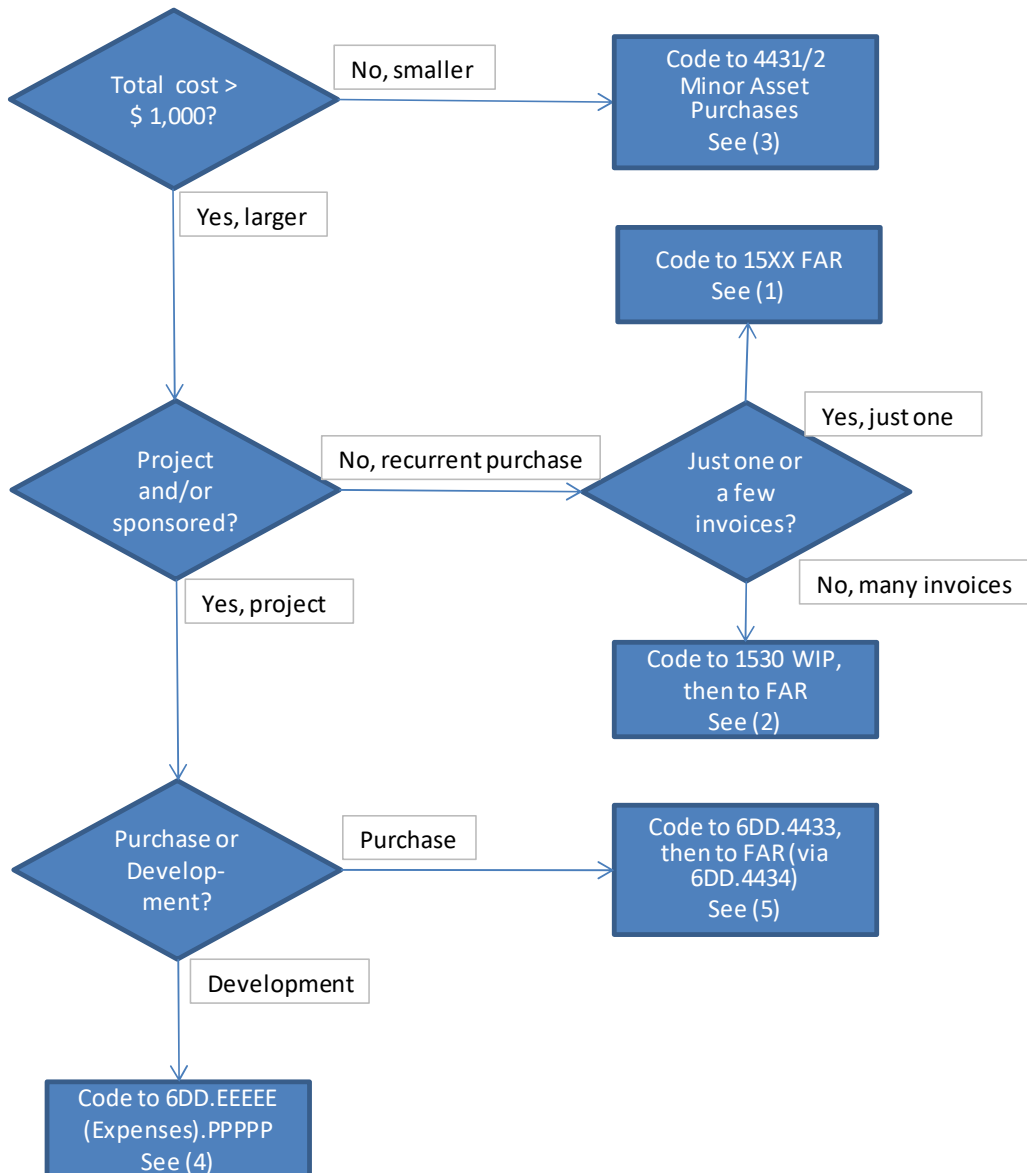 Total cost >
$ 1,000?
No, smaller
Code to 4431/2
Minor Asset
Purchases
See (3)
Yes, larger
Code to 15XX FAR
See (1)
Project
and/or
sponsored?
No, recurrent purchase
Just one or
a few
invoices?
Yes, just one
No, many invoices
Yes, project
Code to 1530 WIP,
then to FAR
See (2)
Purchase or
Develop-
ment?
Purchase
Code to 6DD.4433,
then to FAR (via
6DD.4434)
See (5)
Development
Code to 6DD.EEEEE
(Expenses).PPPPP
See (4)